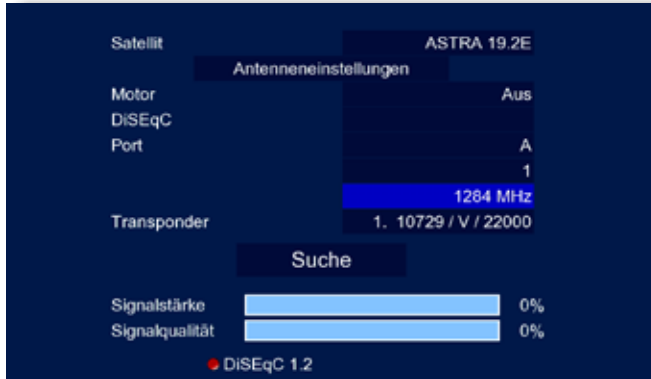 Satellit ASTRA 19.2E
Antenneneinstellungen
Motor Aus
DiSEqC
Port A
1
1284 MHz
Transponder 1. 10729 / V / 22000
Suche
Signalstärke 0%
Signalqualität 0%
DiSEqC 1.2